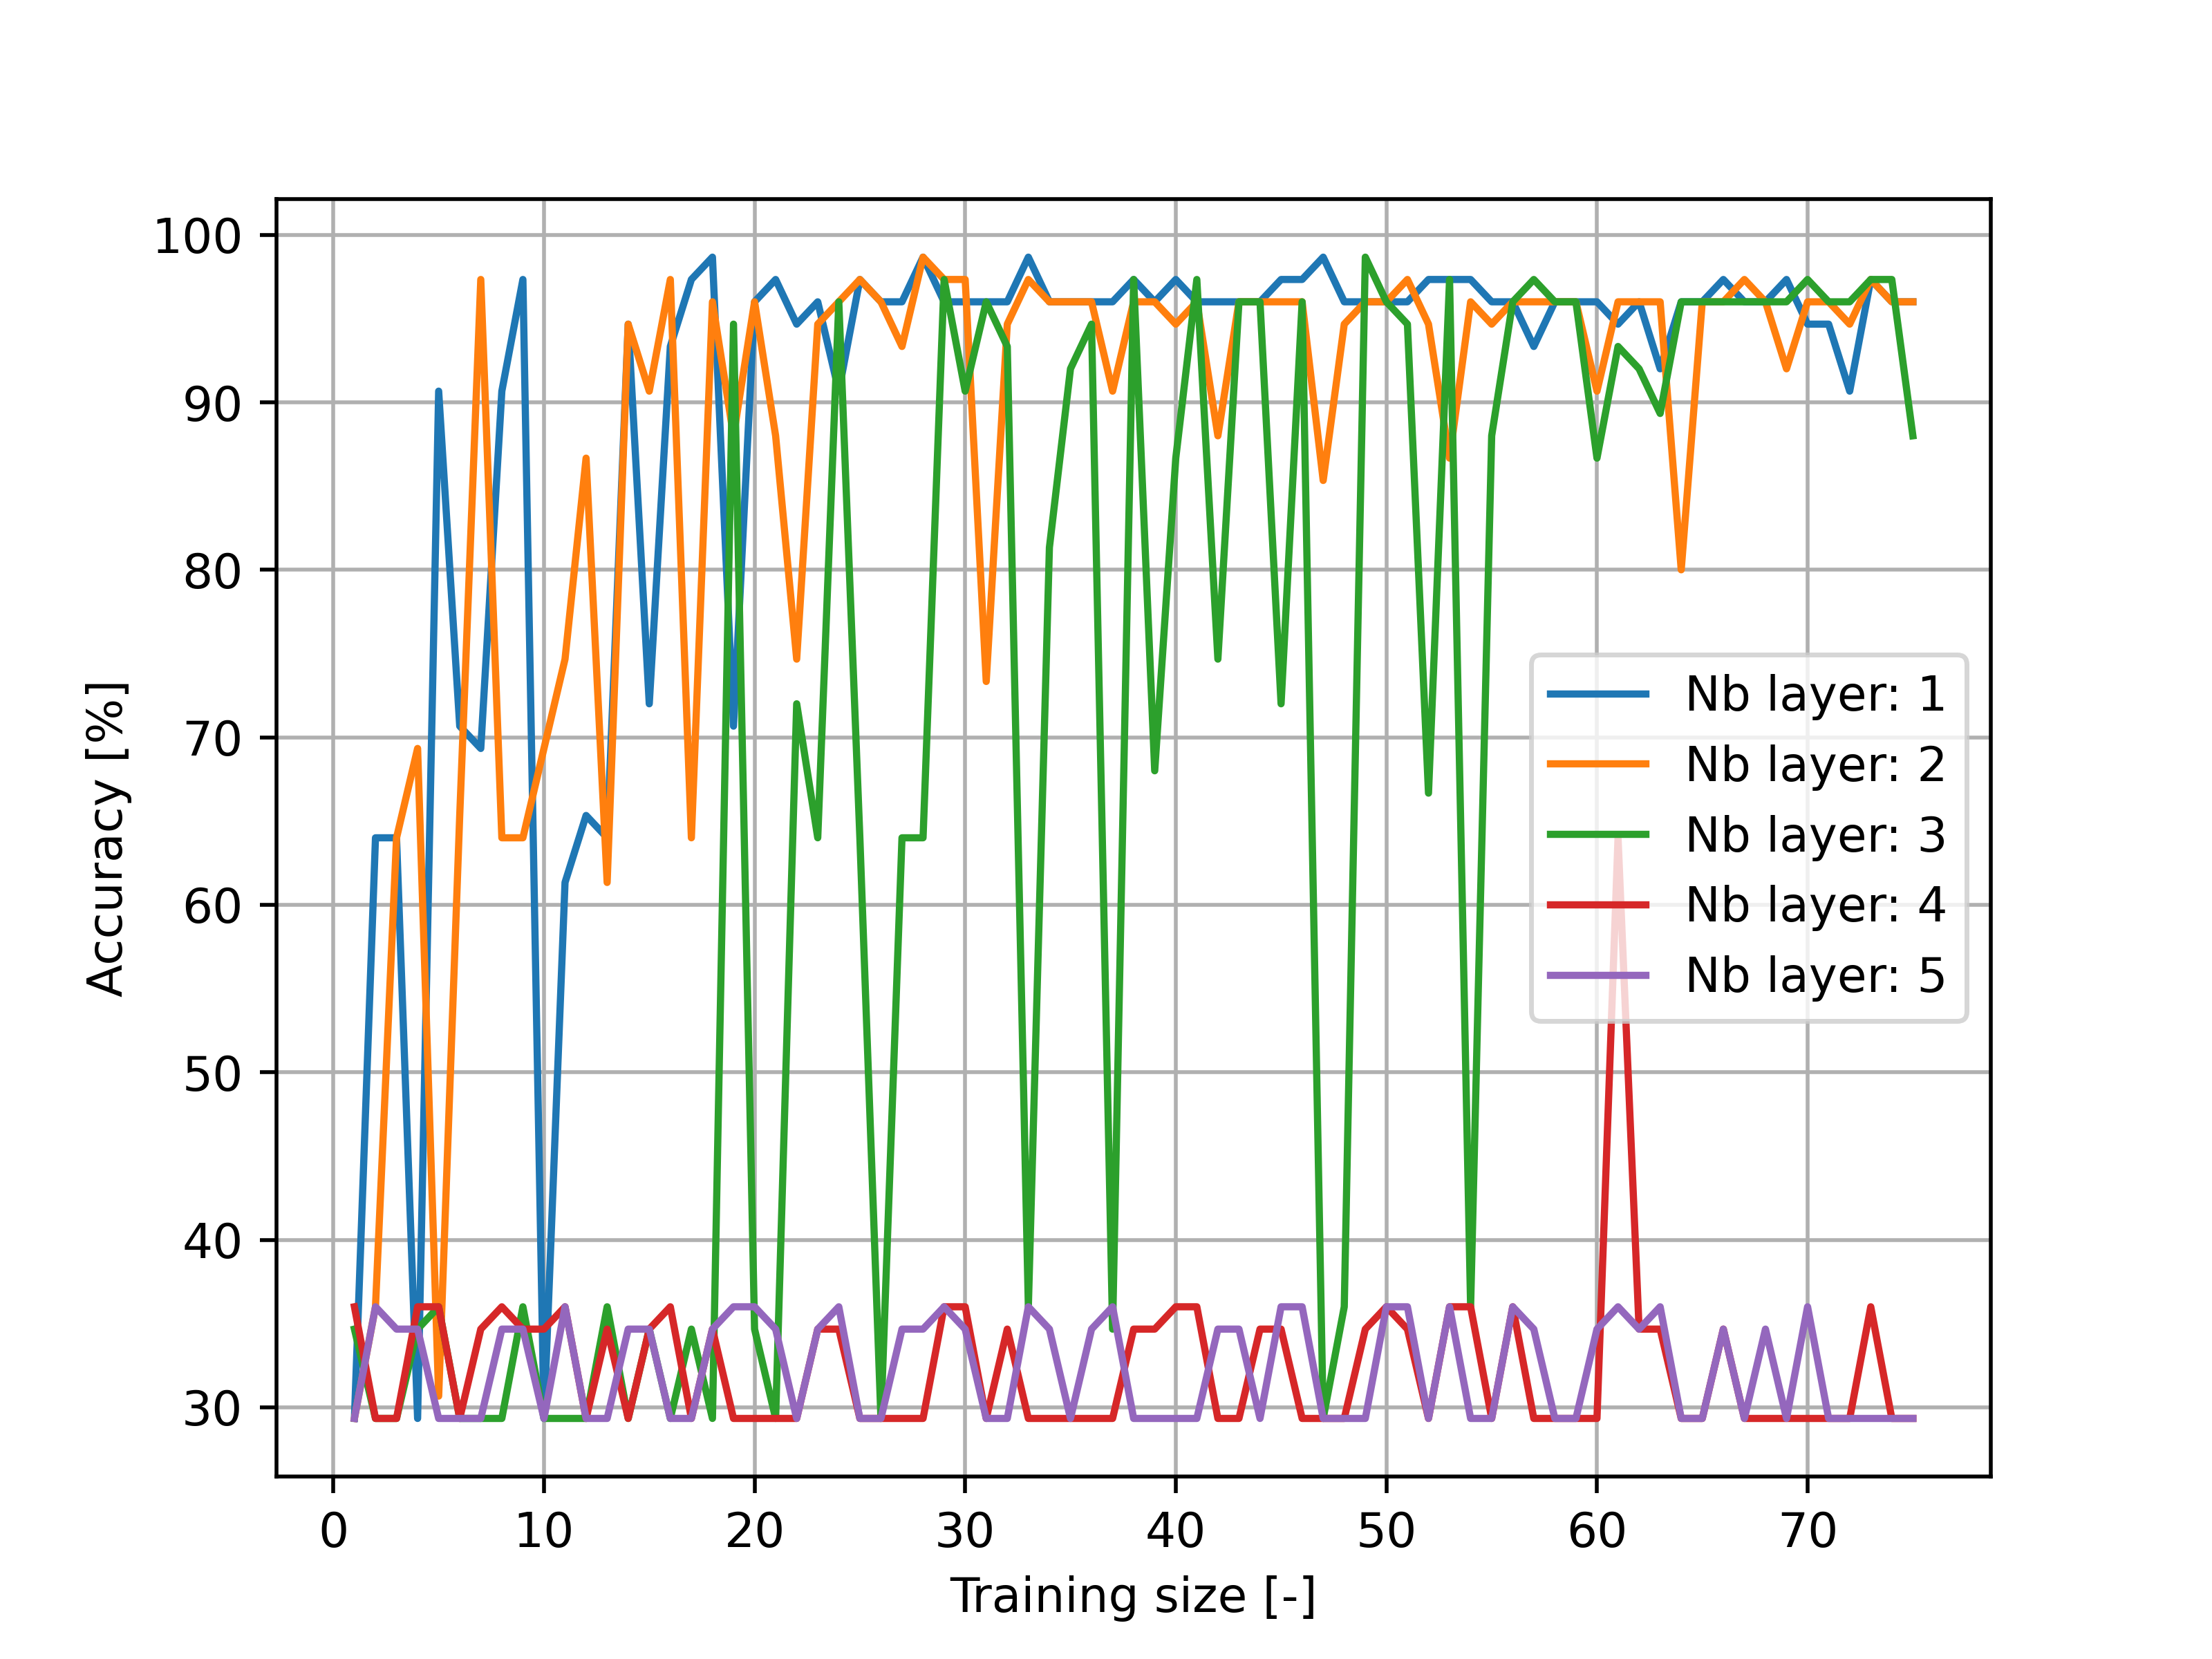 100
90
80
70
60
50
40
30
Accuracy [%]
Nb layer: 1
Nb layer: 2
Nb layer: 3
Nb layer: 4
Nb layer: 5
0 10 20 30 40 50 60 70
Training size [-]